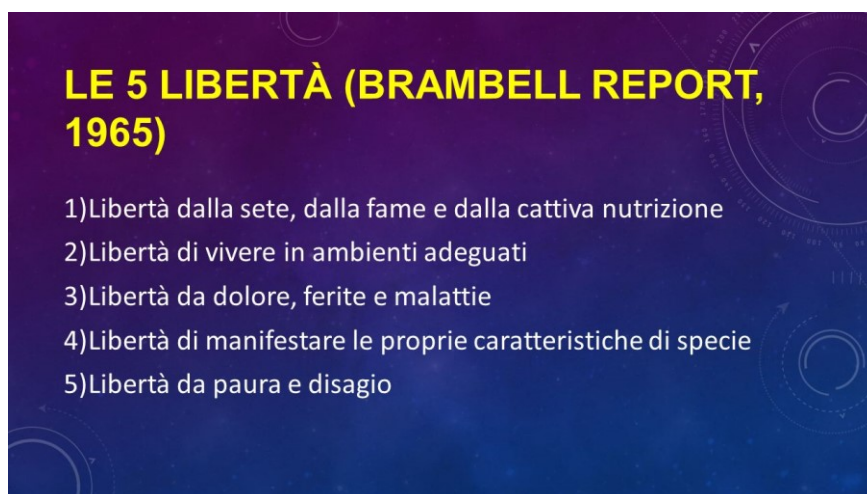 LE 5 LIBERTÀ (BRAMBELL REPORT,
1965)
1)Libertà dalla sete, dalla fame e dalla cattiva nutrizione
2)Libertà di vivere in ambienti adeguati
3)Libertà da dolore, ferite e malattie
4)Libertà di manifestare le proprie caratteristiche di specie
5)Libertà da paura e disagio